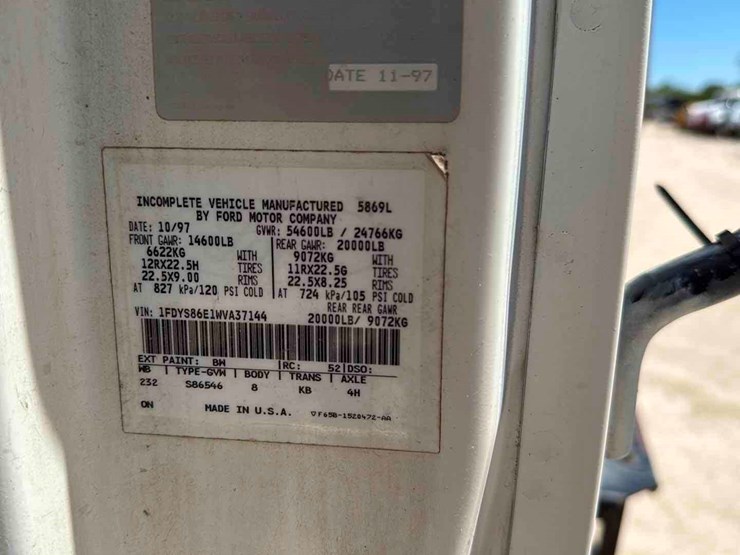 DATE 11-97
INCOMPLETE VEHICLE MANUFACTURED 5869L
BY FORD MOTOR COMPANY
DATE: 10/97 GVWR: 54600LB / 24766KG
FRONT GAWR: 14600LB REAR GAWR: 20000LB
6622KG WITH 9072KG WITH
12RX22.5H TIRES 11RX22.5G TIRES
22.5X9.00 RIMS 22.5X8.25 RIMS
AT 827 kPa/120 PSI COLD AT 724 kPa/105 PSI COLD
REAR REAR GAWR
VIN: 1FDYS86E1WVA37144 20000LB/ 9072KG
EXT PAINT: BW RC: 52 DSO:
WB TYPE-GVW BODY TRANS AXLE
232 S86546 8 KB 4H
ON MADE IN U.S.A. F65B-1520472-AA